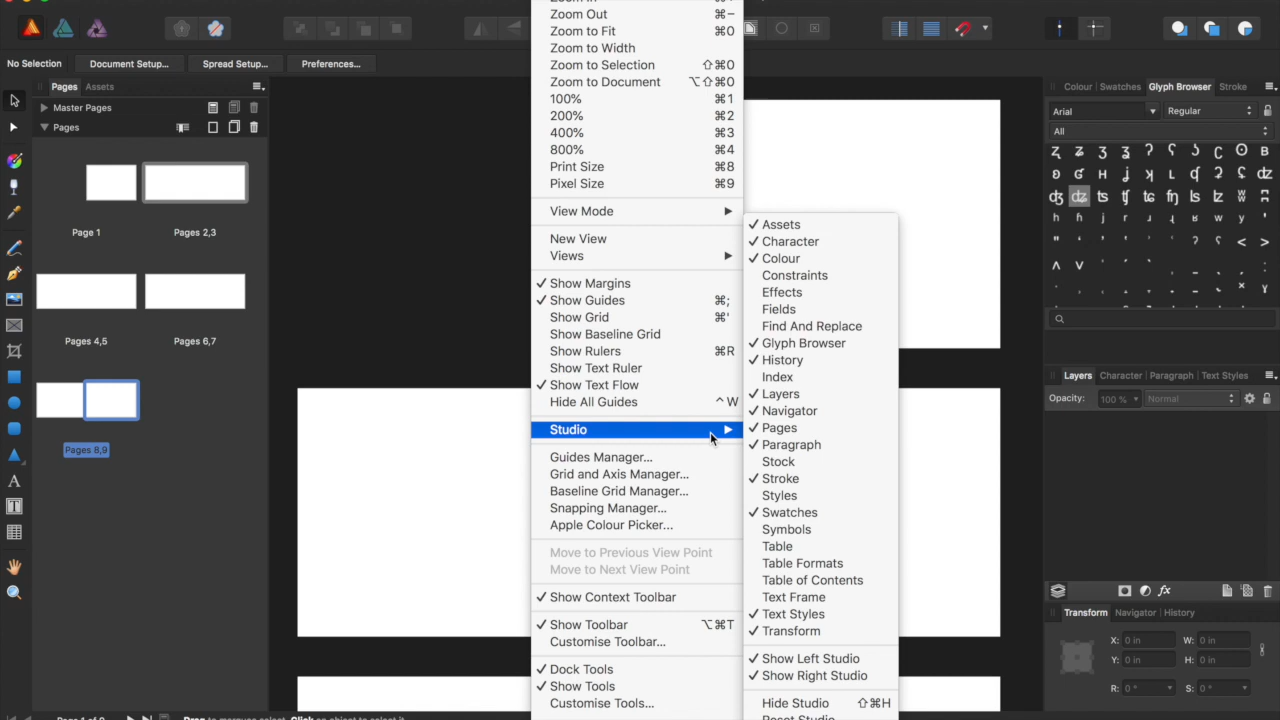 Zoom Out ⌘−
Zoom to Fit ⌘0
Zoom to Width
Zoom to Selection ⇧⌘0
Zoom to Document ⌥⇧⌘0
100% ⌘1
200% ⌘2
400% ⌘3
800% ⌘4
Print Size ⌘8
Pixel Size ⌘9
View Mode
New View
Views
✓ Show Margins
✓ Show Guides ⌘;
Show Grid ⌘'
Show Baseline Grid
Show Rulers ⌘R
Show Text Ruler
✓ Show Text Flow
Hide All Guides ^ W
Studio
Guides Manager...
Grid and Axis Manager...
Baseline Grid Manager...
Snapping Manager...
Apple Colour Picker...
Move to Previous View Point
Move to Next View Point
✓ Show Context Toolbar
✓ Show Toolbar ⌥⌘T
Customise Toolbar...
✓ Dock Tools
✓ Show Tools
Customise Tools...
✓ Assets
✓ Character
✓ Colour
Constraints
Effects
Fields
Find And Replace
✓ Glyph Browser
✓ History
Index
✓ Layers
✓ Navigator
✓ Pages
✓ Paragraph
Stock
✓ Stroke
Styles
✓ Swatches
Symbols
Table
Table Formats
Table of Contents
Text Frame
✓ Text Styles
✓ Transform
✓ Show Left Studio
✓ Show Right Studio
Hide Studio ⇧⌘H
Reset Studio
No Selection Document Setup... Spread Setup... Preferences...
Pages Assets
Master Pages
Pages
Page 1 Pages 2,3
Pages 4,5 Pages 6,7
Pages 8,9
Colour Swatches Glyph Browser Stroke
Arial Regular
All
Layers Character Paragraph Text Styles
Opacity: 100 % Normal
Transform Navigator History
X: 0 in W: 0 in
Y: 0 in H: 0 in
R: 0 ° S: 0 °